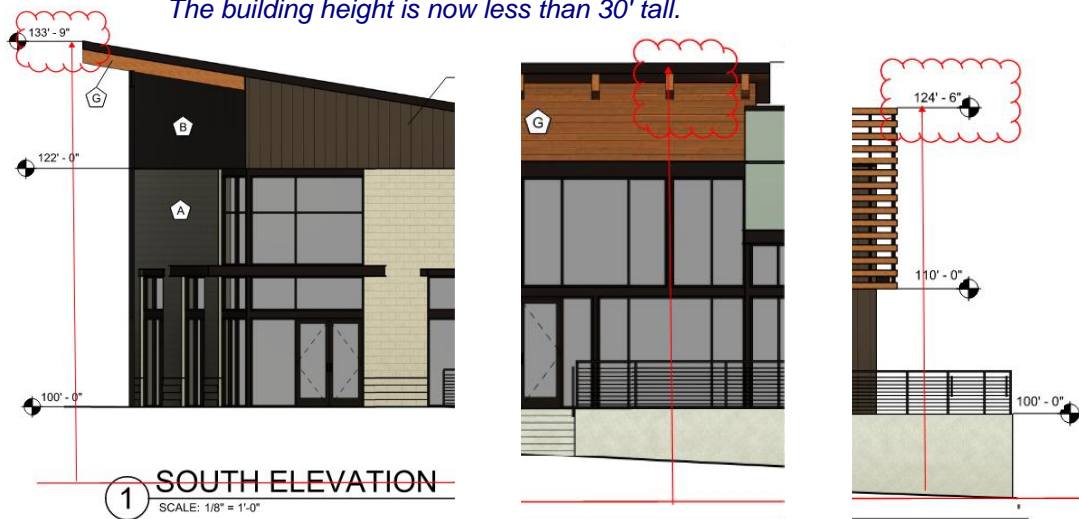 The building height is now less than 30' tall.
133' - 9"
G
B
122' - 0"
A
100' - 0"
1 SOUTH ELEVATION
SCALE: 1/8" = 1'-0"
G
124' - 6"
110' - 0"
100' - 0"